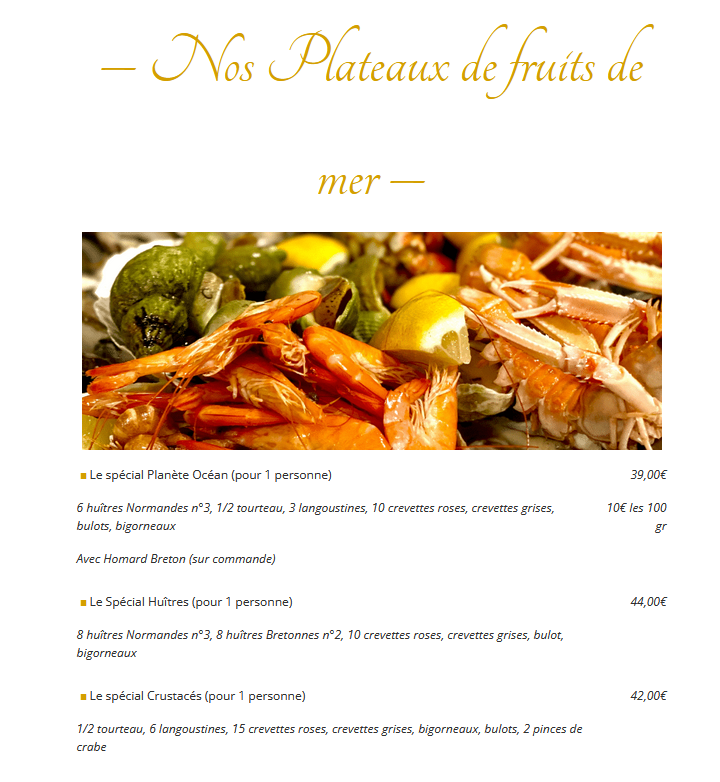 — Nos Plateaux de fruits de
mer —
Le spécial Planète Océan (pour 1 personne) 39,00€
6 huîtres Normandes n°3, 1/2 tourteau, 3 langoustines, 10 crevettes roses, crevettes grises, 10€ les 100
bulots, bigorneaux gr
Avec Homard Breton (sur commande)
Le Spécial Huîtres (pour 1 personne) 44,00€
8 huîtres Normandes n°3, 8 huîtres Bretonnes n°2, 10 crevettes roses, crevettes grises, bulot,
bigorneaux
Le spécial Crustacés (pour 1 personne) 42,00€
1/2 tourteau, 6 langoustines, 15 crevettes roses, crevettes grises, bigorneaux, bulots, 2 pinces de
crabe